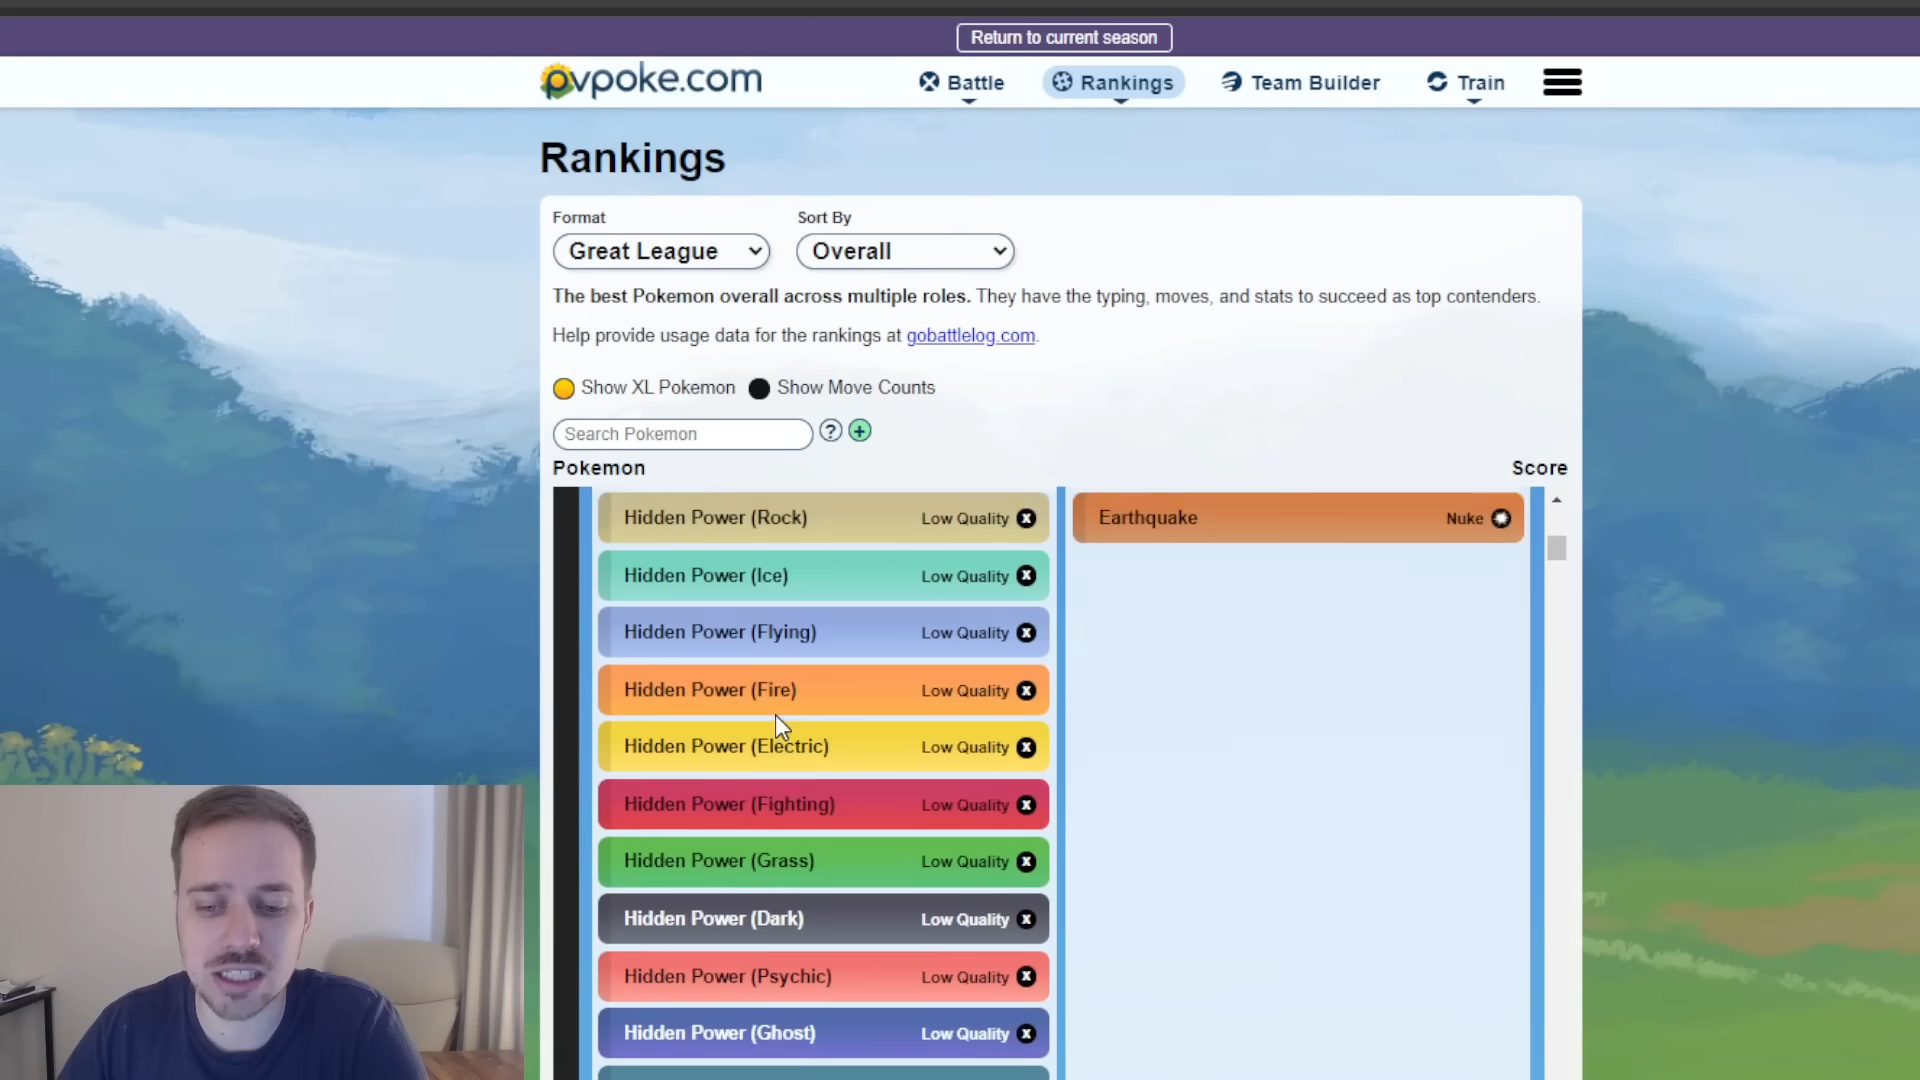 Return to current season
pvpoke.com
Battle
Rankings
Team Builder
Train
Rankings
Format
Sort By
Great League
Overall
The best Pokemon overall across multiple roles. They have the typing, moves, and stats to succeed as top contenders.
Help provide usage data for the rankings at gobattlelog.com.
Show XL Pokemon
Show Move Counts
Search Pokemon
?
+
Pokemon
Score
Hidden Power (Rock) Low Quality
Earthquake Nuke
Hidden Power (Ice) Low Quality
Hidden Power (Flying) Low Quality
Hidden Power (Fire) Low Quality
Hidden Power (Electric) Low Quality
Hidden Power (Fighting) Low Quality
Hidden Power (Grass) Low Quality
Hidden Power (Dark) Low Quality
Hidden Power (Psychic) Low Quality
Hidden Power (Ghost) Low Quality